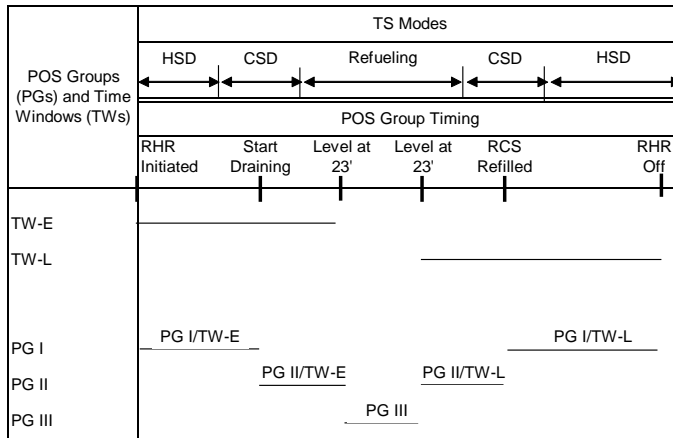 TS Modes
HSD CSD Refueling CSD HSD
POS Groups
(PGs) and Time
Windows (TWs)
POS Group Timing
RHR
Initiated
Start
Draining
Level at
23'
Level at
23'
RCS
Refilled
RHR
Off
TW-E
TW-L
PG I
PG I/TW-E
PG I/TW-L
PG II
PG II/TW-E
PG II/TW-L
PG III
PG III